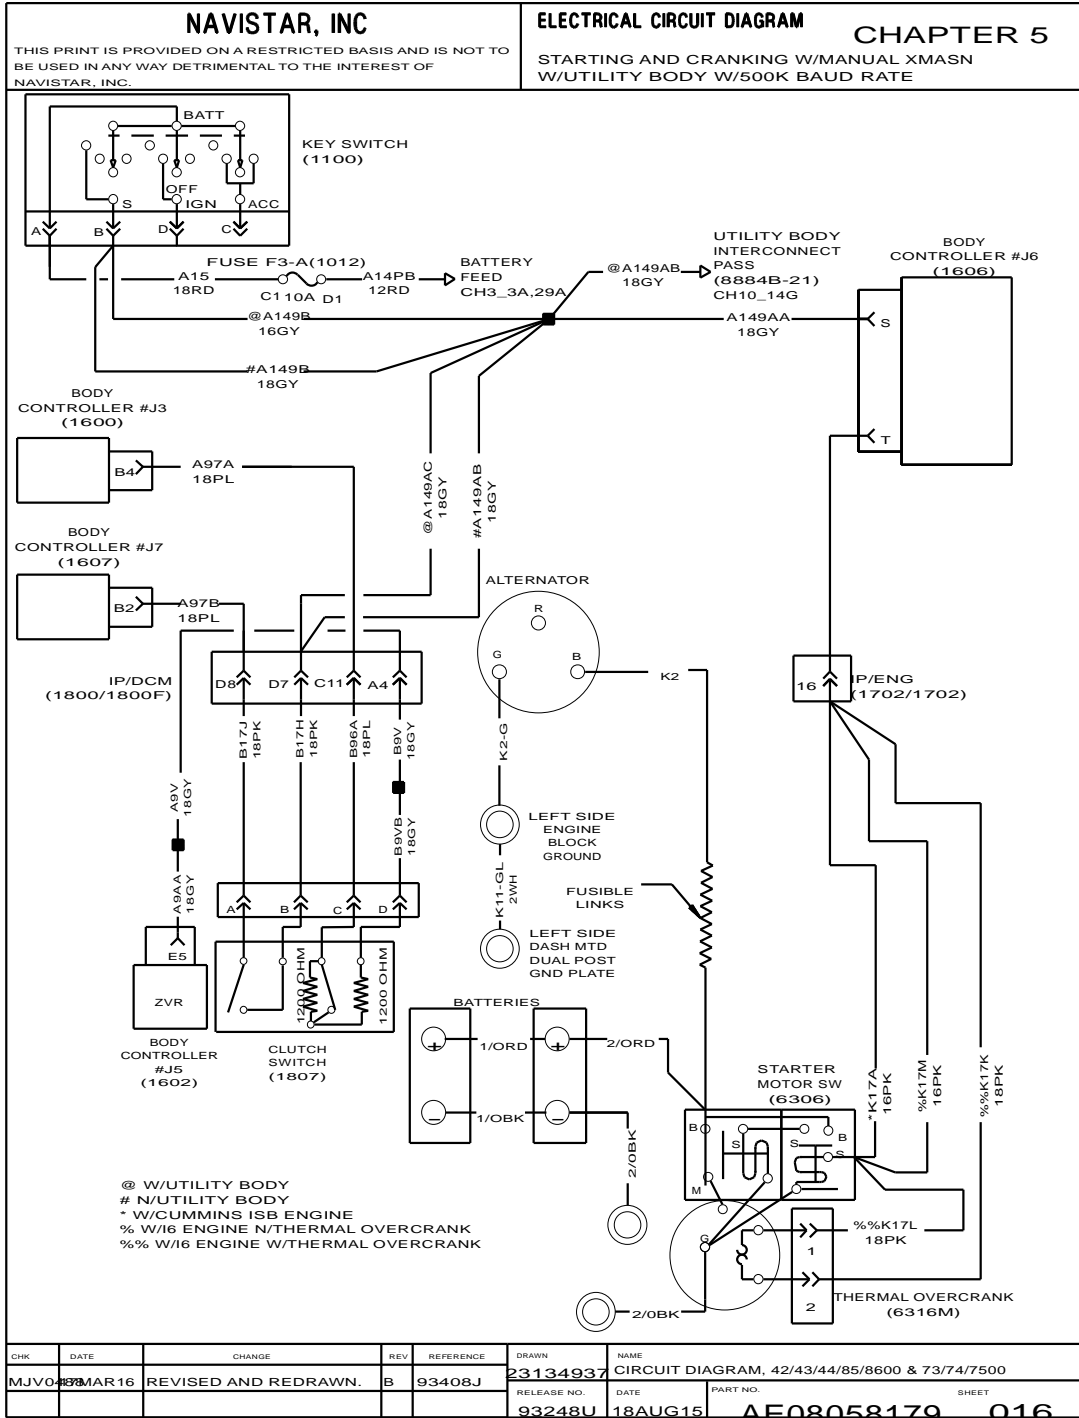 NAVISTAR, INC
THIS PRINT IS PROVIDED ON A RESTRICTED BASIS AND IS NOT TO
BE USED IN ANY WAY DETRIMENTAL TO THE INTEREST OF
NAVISTAR, INC.
ELECTRICAL CIRCUIT DIAGRAM
CHAPTER 5
STARTING AND CRANKING W/MANUAL XMASN
W/UTILITY BODY W/500K BAUD RATE
BATT
KEY SWITCH
(1100)
OFF
S
IGN
ACC
A
B
D
C
FUSE F3-A(1012)
A15
18RD
C1
10A
D1
A14PB
12RD
BATTERY
FEED
CH3_3A,29A
@A149AB
18GY
UTILITY BODY
INTERCONNECT
PASS
(8884B-21)
CH10_14G
BODY
CONTROLLER #J6
(1606)
@A149B
16GY
A149AA
18GY
S
#A149B
18GY
BODY
CONTROLLER #J3
(1600)
T
B4
A97A
18PL
@A149AC
18GY
#A149AB
18GY
BODY
CONTROLLER #J7
(1607)
B2
A97B
18PL
ALTERNATOR
R
G
B
K2
IP/DCM
(1800/1800F)
D8
D7
C11
A4
16
IP/ENG
(1702/1702)
B17J
18PK
B17H
18PK
B96A
18PL
B9V
18GY
K2-G
A9V
18GY
B9VB
18GY
LEFT SIDE
ENGINE
BLOCK
GROUND
A9AA
18GY
K11-GL
2WH
FUSIBLE
LINKS
A
B
C
D
LEFT SIDE
DASH MTD
DUAL POST
GND PLATE
E5
ZVR
1200 OHM
1200 OHM
BODY
CONTROLLER
#J5
(1602)
CLUTCH
SWITCH
(1807)
BATTERIES
+
1/ORD
+
2/ORD
-
1/OBK
-
2/0BK
STARTER
MOTOR SW
(6306)
*K17A
16PK
%K17M
16PK
%%K17K
18PK
B
S
S
B
S
M
G
@ W/UTILITY BODY
# N/UTILITY BODY
* W/CUMMINS ISB ENGINE
% W/I6 ENGINE N/THERMAL OVERCRANK
%% W/I6 ENGINE W/THERMAL OVERCRANK
%%K17L
18PK
1
2
THERMAL OVERCRANK
(6316M)
2/0BK
CHK DATE CHANGE REV REFERENCE DRAWN NAME
MJV0488 17MAR16 REVISED AND REDRAWN. B 93408J 23134937 CIRCUIT DIAGRAM, 42/43/44/85/8600 & 73/74/7500
RELEASE NO. DATE PART NO. SHEET
93248U 18AUG15 AE08058179 016